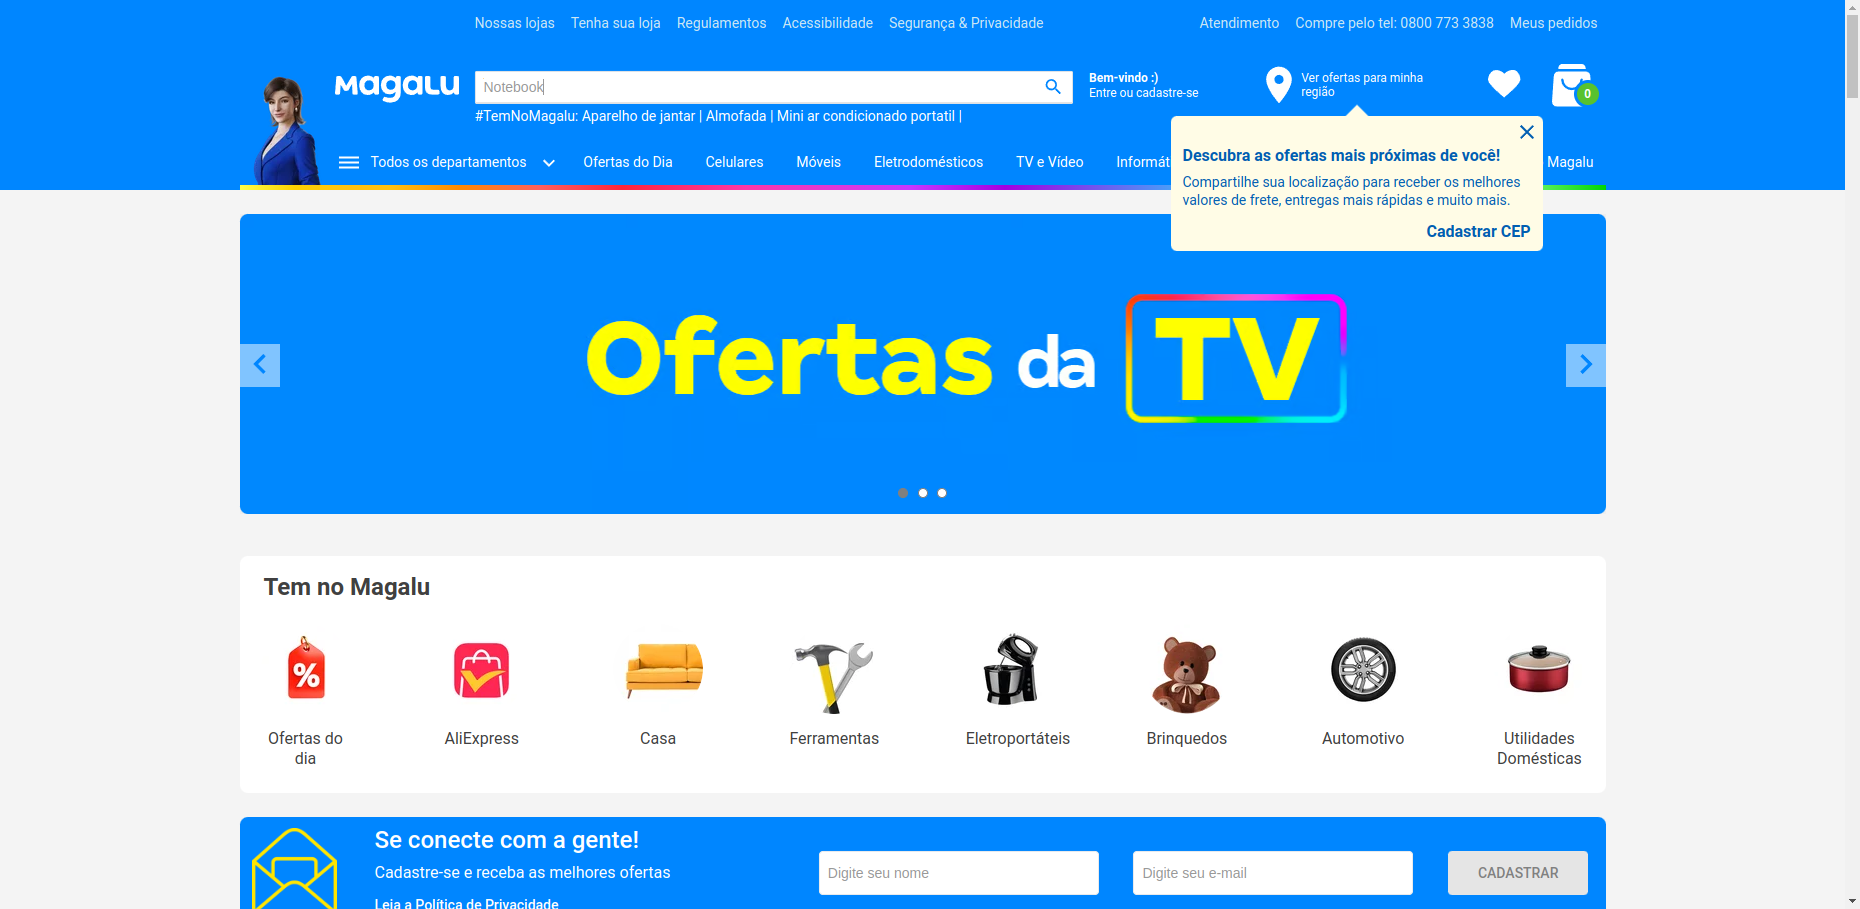 Nossas lojas Tenha sua loja Regulamentos Acessibilidade Segurança & Privacidade Atendimento Compre pelo tel: 0800 773 3838 Meus pedidos
Magalu
Notebook
Bem-vindo :)
Entre ou cadastre-se
Ver ofertas para minha
região
0
#TemNoMagalu: Aparelho de jantar | Almofada | Mini ar condicionado portatil |
Todos os departamentos Ofertas do Dia Celulares Móveis Eletrodomésticos TV e Vídeo Informát Magalu
Descubra as ofertas mais próximas de você!
Compartilhe sua localização para receber os melhores
valores de frete, entregas mais rápidas e muito mais.
Cadastrar CEP
Ofertas da TV
Tem no Magalu
%
Ofertas do
dia
AliExpress
Casa
Ferramentas
Eletroportáteis
Brinquedos
Automotivo
Utilidades
Domésticas
Se conecte com a gente!
Cadastre-se e receba as melhores ofertas
Leia a Política de Privacidade
Digite seu nome
Digite seu e-mail
CADASTRAR